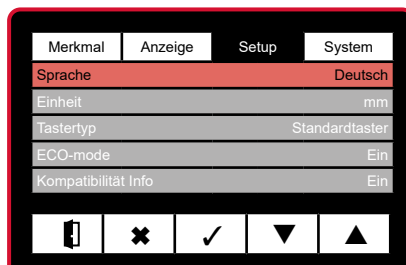 Merkmal Anzeige Setup System
Sprache Deutsch
Einheit mm
Tastertyp Standardtaster
ECO-mode Ein
Kompatibilität Info Ein